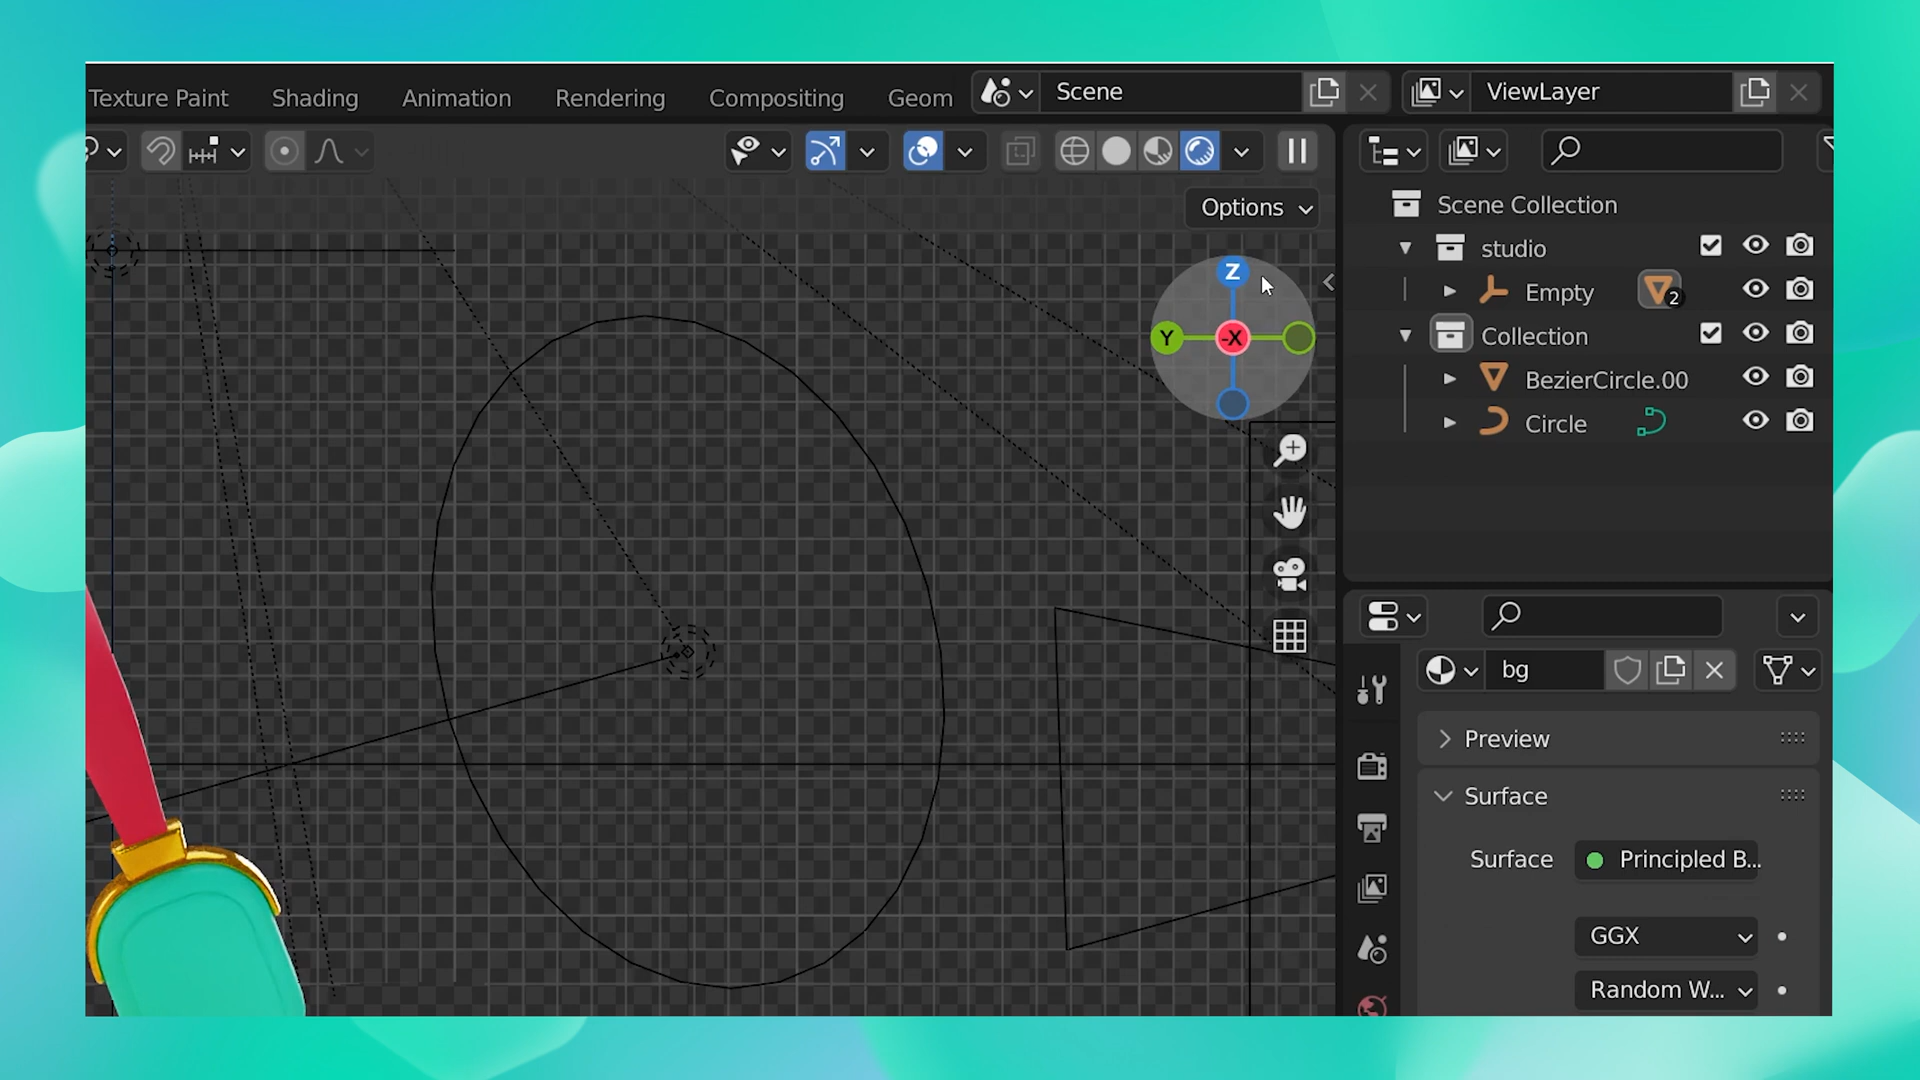 Texture Paint Shading Animation Rendering Compositing Geom Scene ViewLayer
Options
Z
Y -X
Scene Collection
studio
Empty 2
Collection
BezierCircle.00
Circle
bg
Preview
Surface
Surface Principled B...
GGX
Random W...